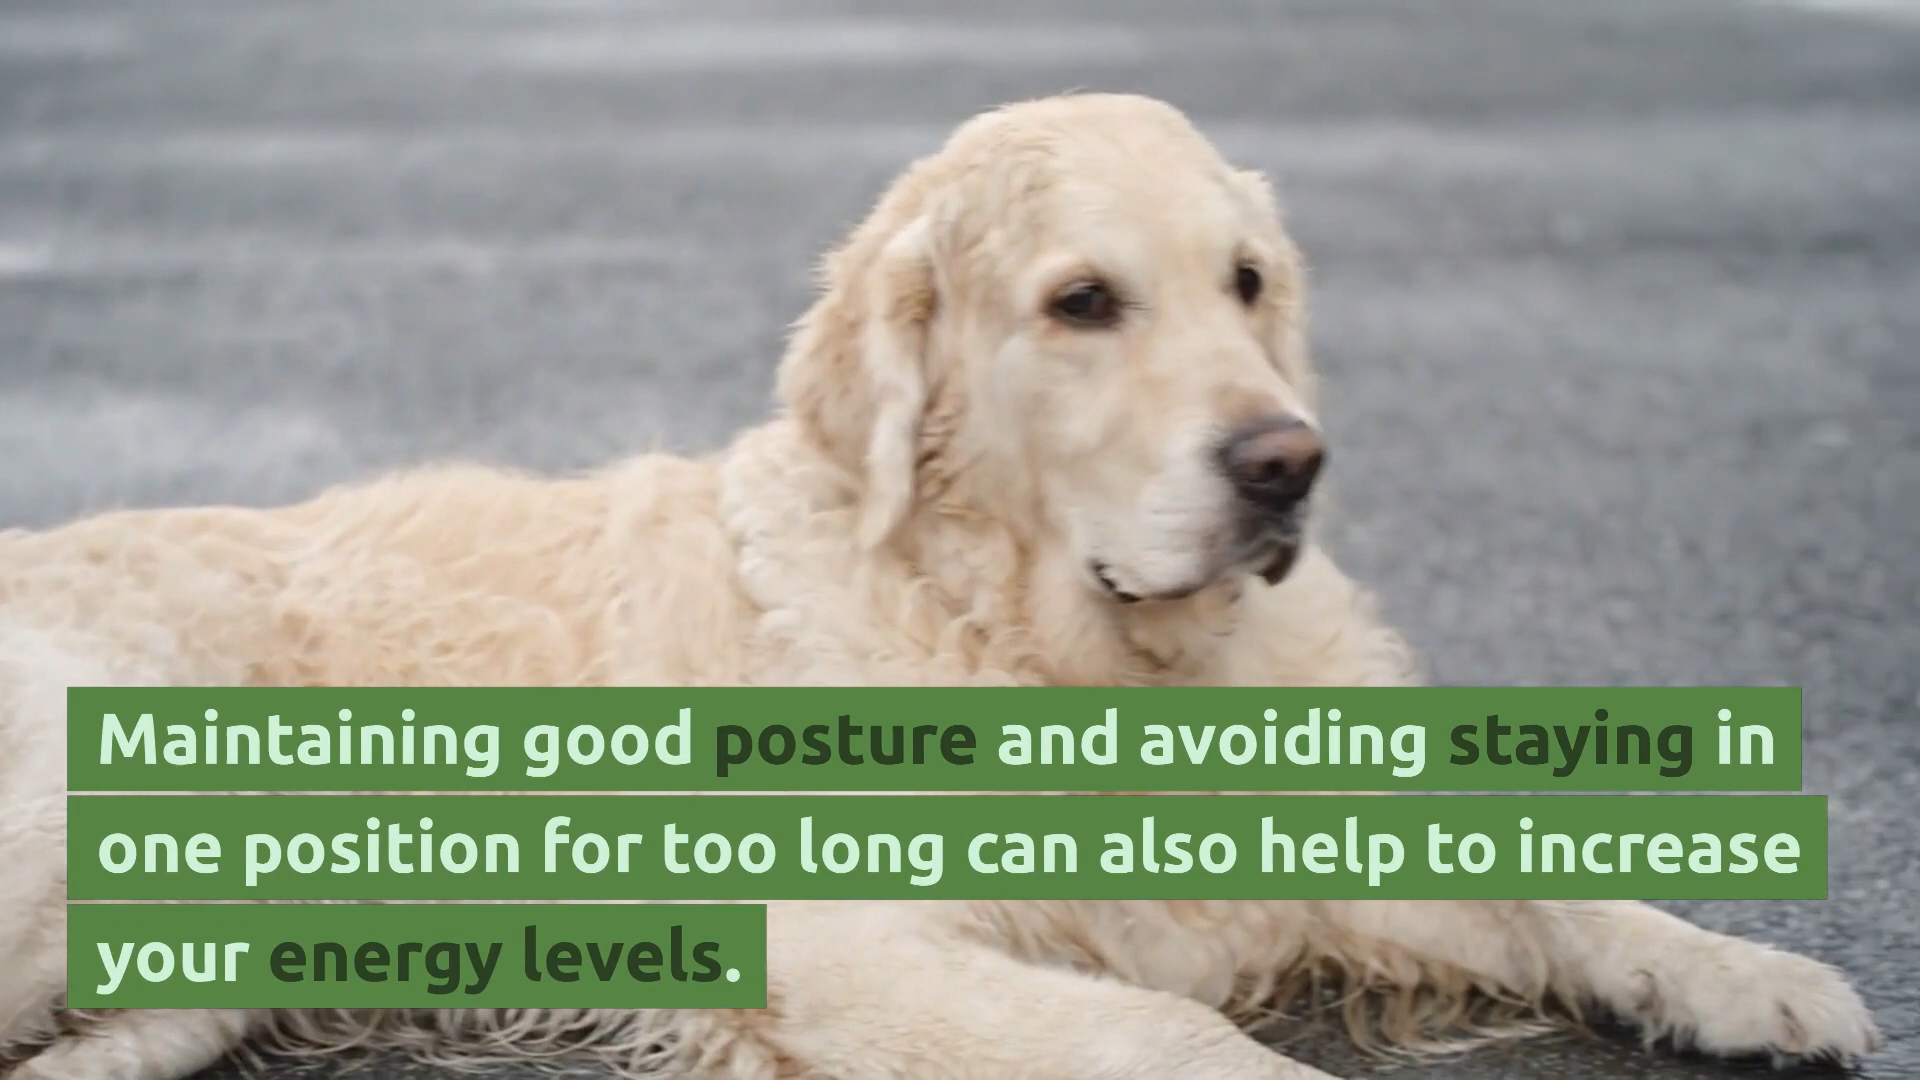 Maintaining good posture and avoiding staying in
one position for too long can also help to increase
your energy levels.